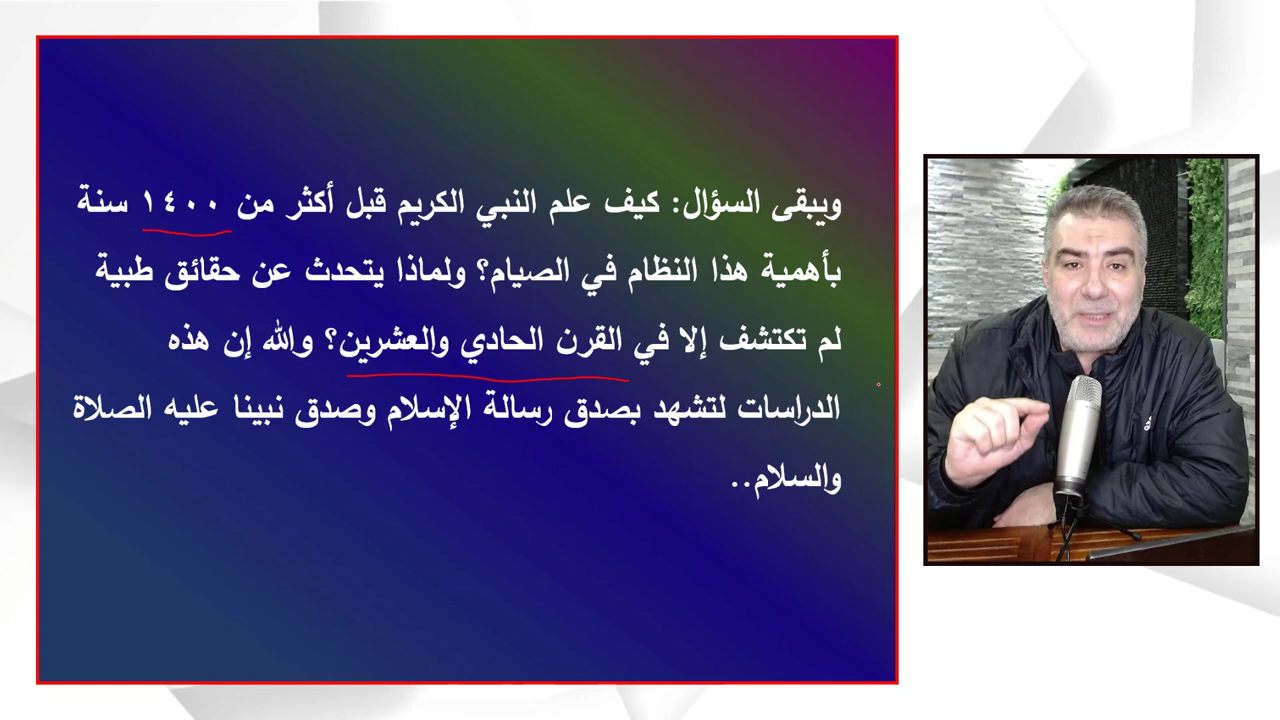 ويبقى السؤال: كيف علم النبي الكريم قبل أكثر من ١٤٠٠ سنة
بأهمية هذا النظام في الصيام؟ ولماذا يتحدث عن حقائق طبية
لم تكتشف إلا في القرن الحادي والعشرين؟ والله إن هذه
الدراسات لتشهد بصدق رسالة الإسلام وصدق نبينا عليه الصلاة
والسلام..